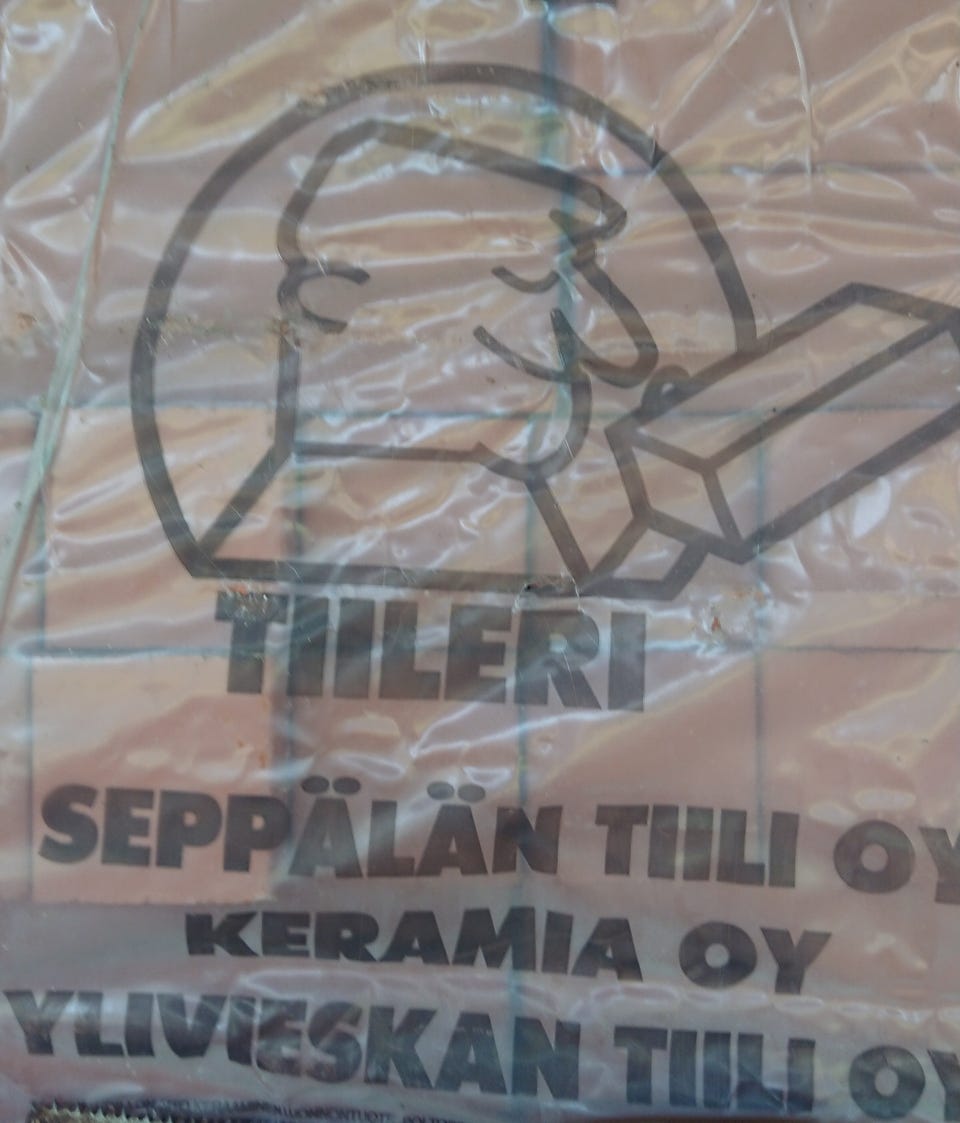 TIILERI
SEPPÄLÄN TIILI OY
KERAMIA OY
YLIVIESKAN TIILI OY